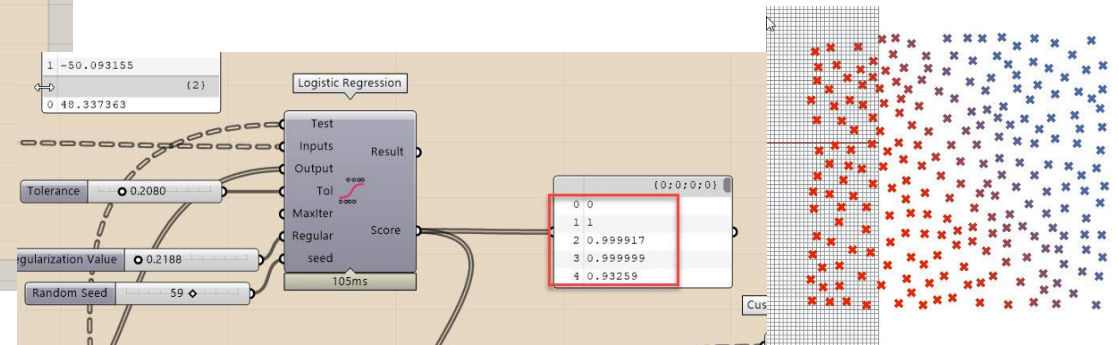 1 -50.093155
{2}
0 48.337363
Logistic Regression
Test
Inputs
Output
Tol
MaxIter
Regular
seed
Result
Score
105ms
Tolerance 0.2080
egularization Value 0.2188
Random Seed 59
{0;0;0;0}
0 0
1 1
2 0.999917
3 0.999999
4 0.93259
Cus